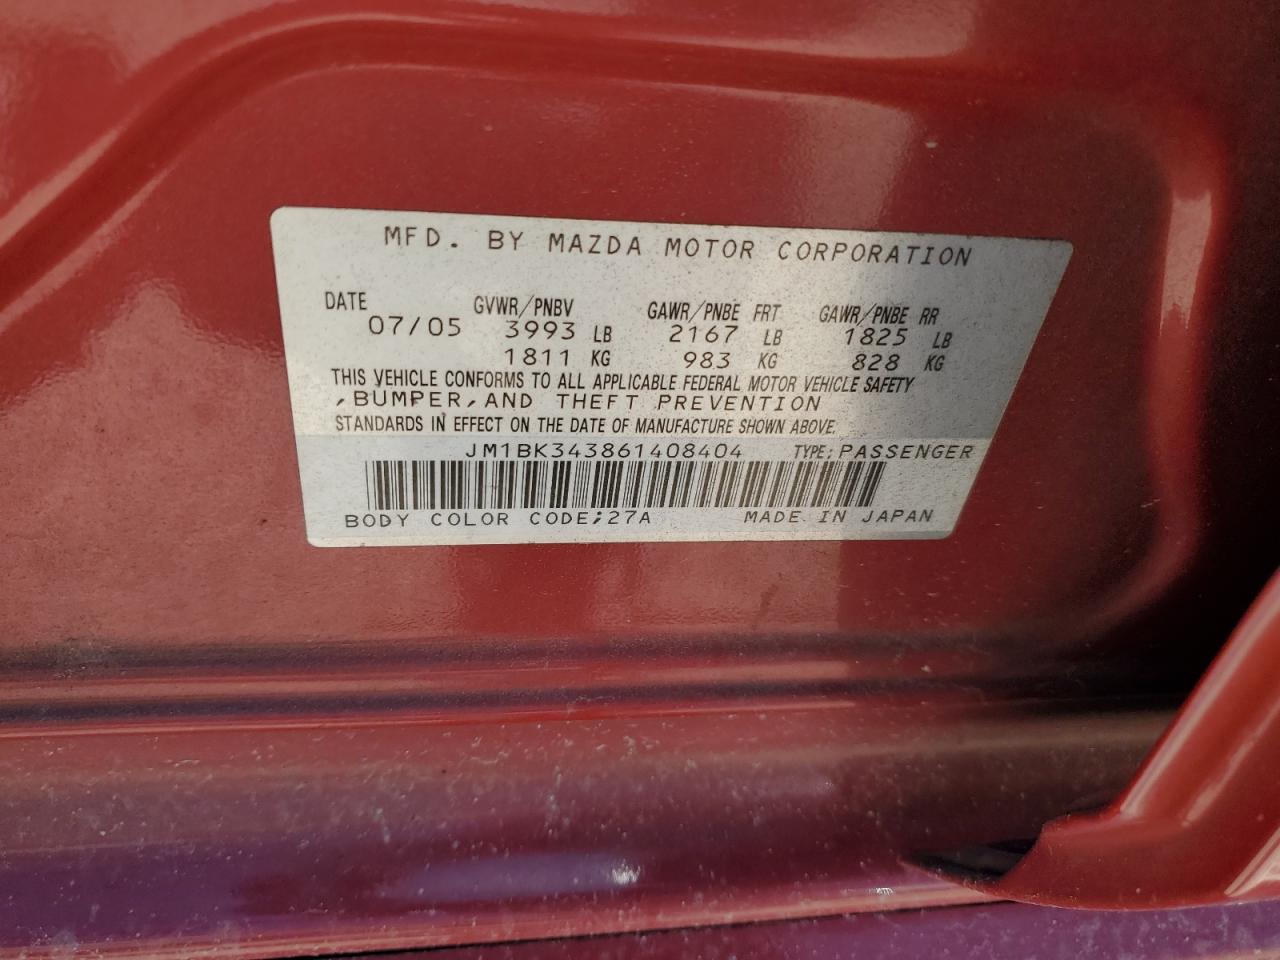 MFD. BY MAZDA MOTOR CORPORATION
DATE GVWR/PNBV GAWR/PNBE FRT GAWR/PNBE RR
07/05 3993 LB 2167 LB 1825 LB
1811 KG 983 KG 828 KG
THIS VEHICLE CONFORMS TO ALL APPLICABLE FEDERAL MOTOR VEHICLE SAFETY
,BUMPER,AND THEFT PREVENTION
STANDARDS IN EFFECT ON THE DATE OF MANUFACTURE SHOWN ABOVE.
JM1BK343861408404 TYPE: PASSENGER
BODY COLOR CODE;27A MADE IN JAPAN